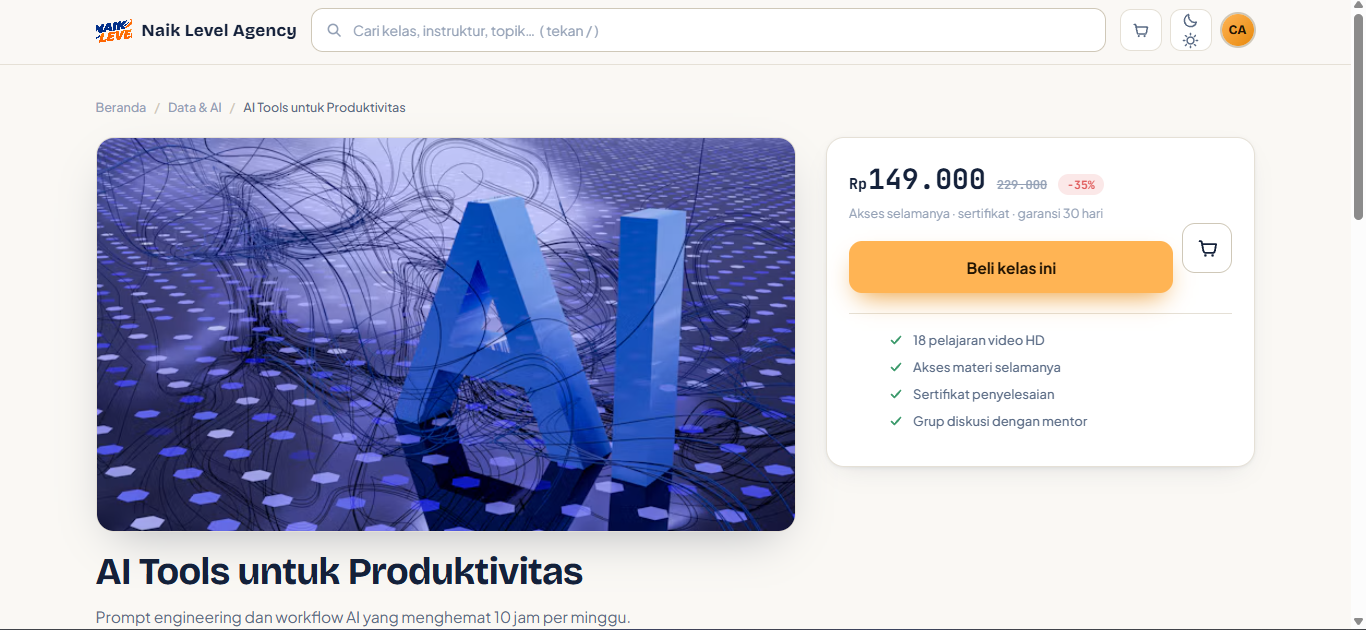 NAIK
LEVEL
Naik Level Agency
Cari kelas, instruktur, topik... ( tekan / )
CA
Beranda / Data & AI / AI Tools untuk Produktivitas
AI
Rp149.000 229.000 -35%
Akses selamanya · sertifikat · garansi 30 hari
Beli kelas ini
18 pelajaran video HD
Akses materi selamanya
Sertifikat penyelesaian
Grup diskusi dengan mentor
AI Tools untuk Produktivitas
Prompt engineering dan workflow AI yang menghemat 10 jam per minggu.